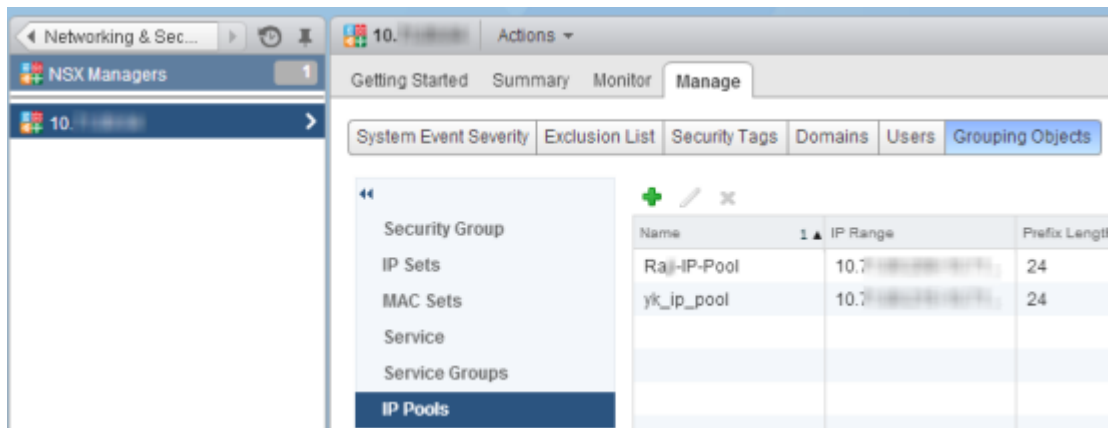 Networking & Sec...
10. Actions
NSX Managers 1
Getting Started Summary Monitor Manage
10.
System Event Severity Exclusion List Security Tags Domains Users Grouping Objects
Security Group
IP Sets
MAC Sets
Service
Service Groups
IP Pools
Name 1 IP Range Prefix Length
-IP-Pool 10.7 24
yk_ip_pool 10.7 24